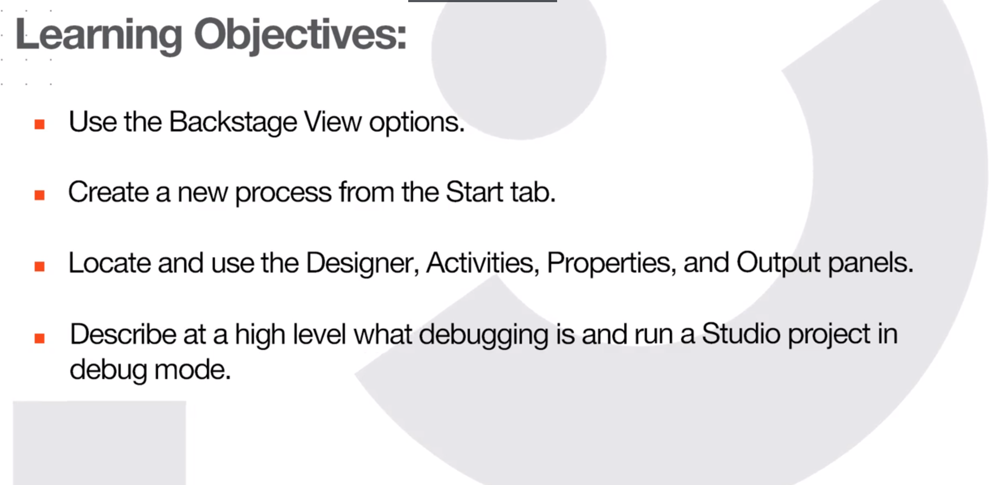 Learning Objectives:
Use the Backstage View options.
Create a new process from the Start tab.
Locate and use the Designer, Activities, Properties, and Output panels.
Describe at a high level what debugging is and run a Studio project in
debug mode.